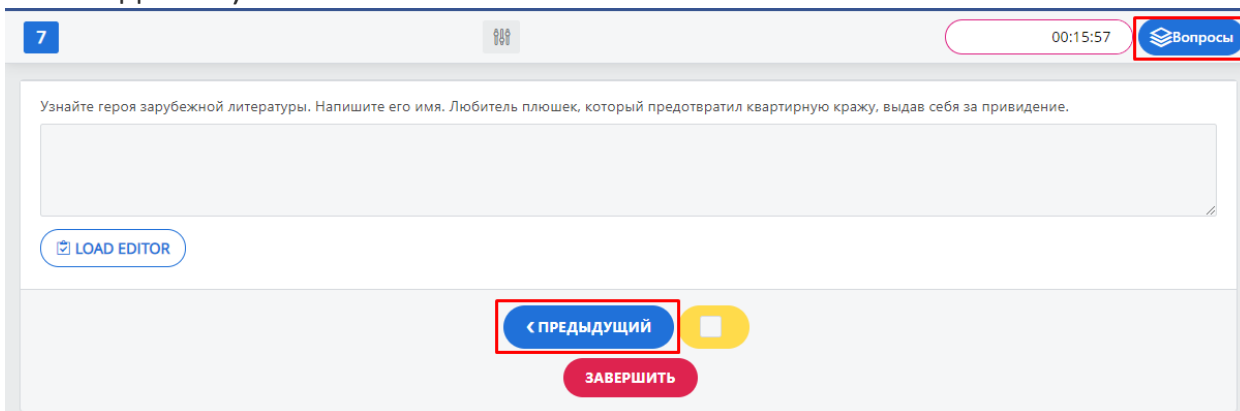 7
00:15:57
Вопросы
Узнайте героя зарубежной литературы. Напишите его имя. Любитель плюшек, который предотвратил квартирную кражу, выдав себя за привидение.
LOAD EDITOR
ПРЕДЫДУЩИЙ
ЗАВЕРШИТЬ